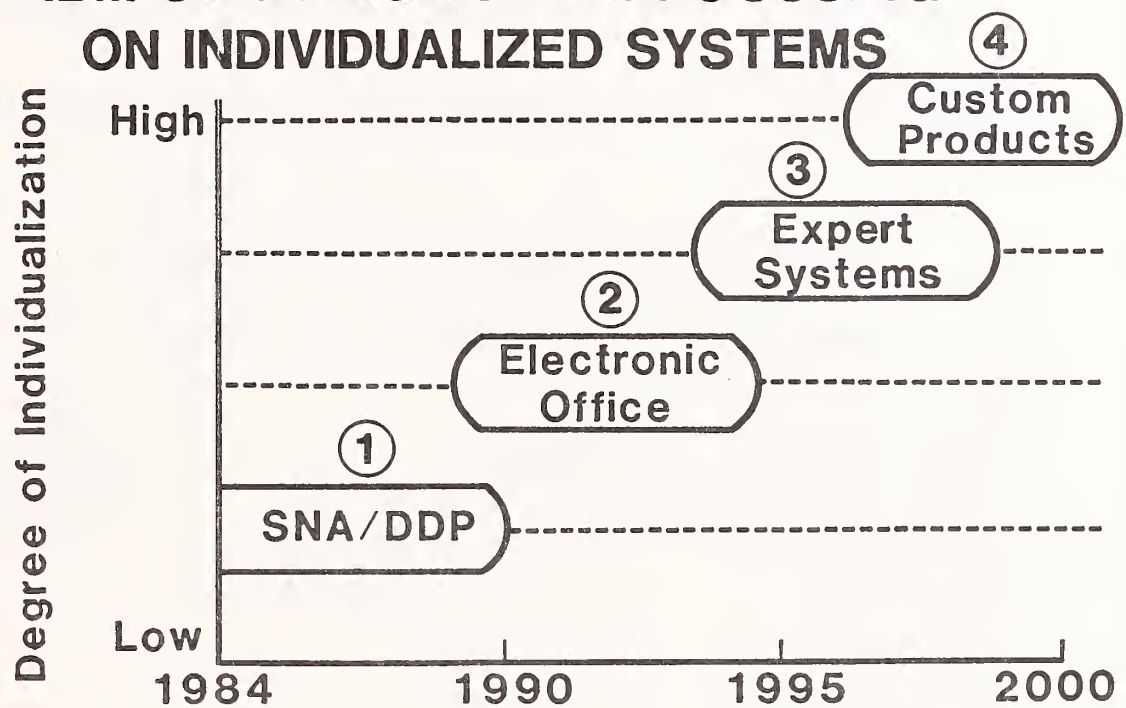 ON INDIVIDUALIZED SYSTEMS
4
Custom
Products
High
3
Expert
Systems
2
Electronic
Office
1
SNA/DDP
Low
1984 1990 1995 2000
Degree of Individualization